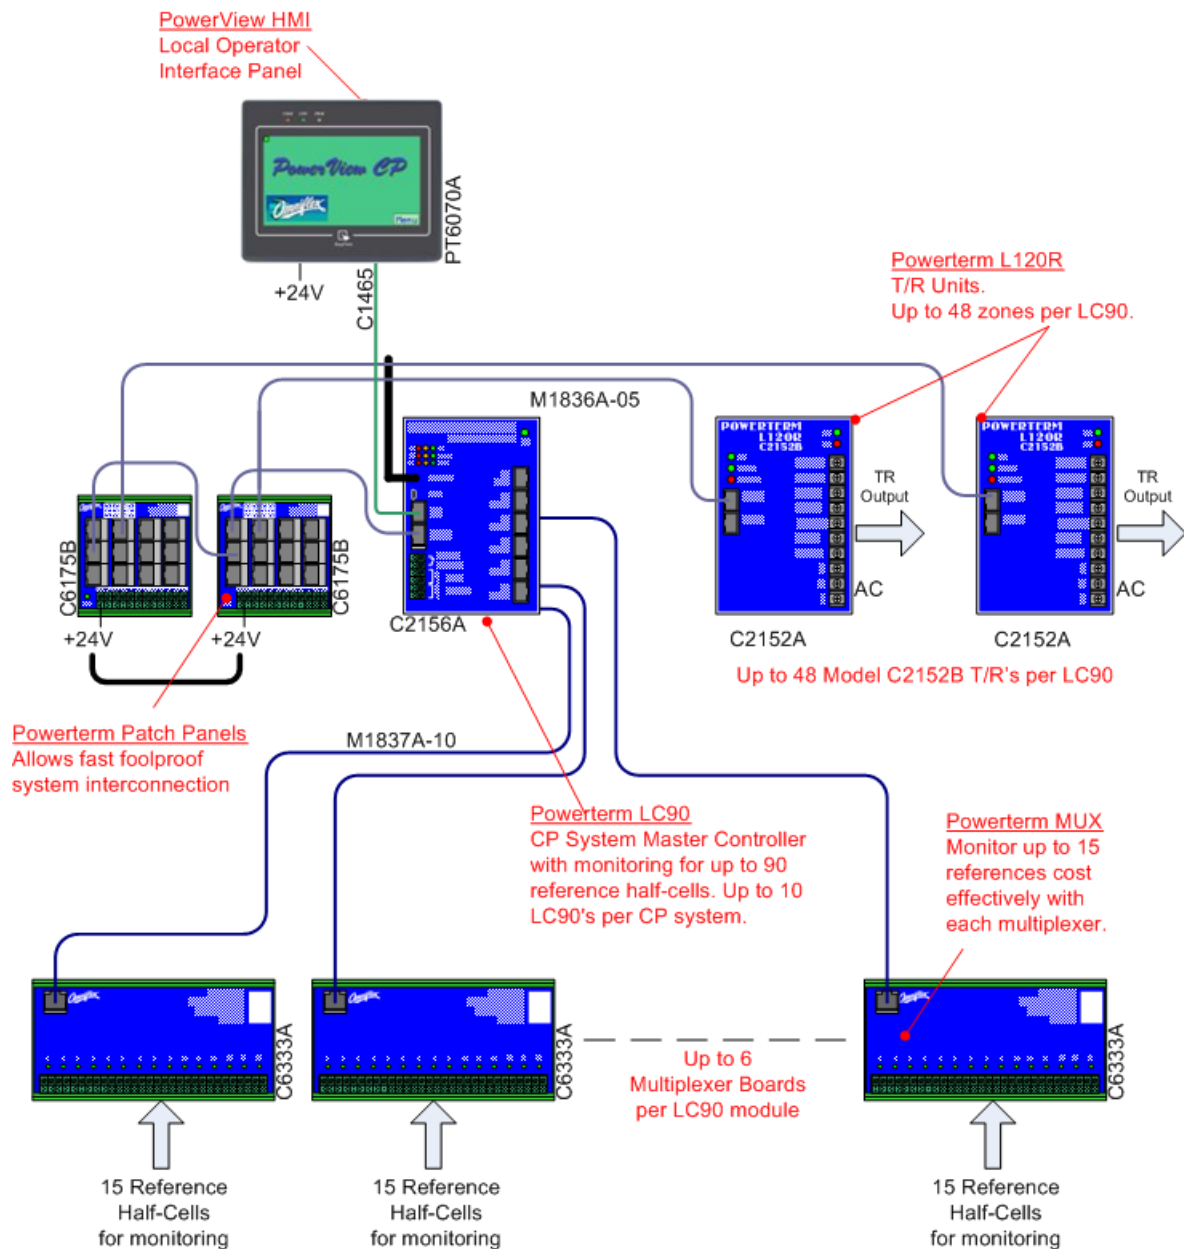 PowerView HMI
Local Operator
Interface Panel
PowerView CP
Omniflex
Menu
PT6070A
+24V
C1465
Powerterm L120R
T/R Units.
Up to 48 zones per LC90.
M1836A-05
POWERTERM
L120R
C2152B
TR
Output
AC
C2152A
POWERTERM
L120R
C2152B
TR
Output
AC
C2152A
Up to 48 Model C2152B T/R's per LC90
C6175B
+24V
C6175B
+24V
C2156A
Powerterm Patch Panels
Allows fast foolproof
system interconnection
M1837A-10
Powerterm LC90
CP System Master Controller
with monitoring for up to 90
reference half-cells. Up to 10
LC90's per CP system.
Powerterm MUX
Monitor up to 15
references cost
effectively with
each multiplexer.
Omniflex
C6333A
Omniflex
C6333A
Up to 6
Multiplexer Boards
per LC90 module
Omniflex
C6333A
15 Reference
Half-Cells
for monitoring
15 Reference
Half-Cells
for monitoring
15 Reference
Half-Cells
for monitoring